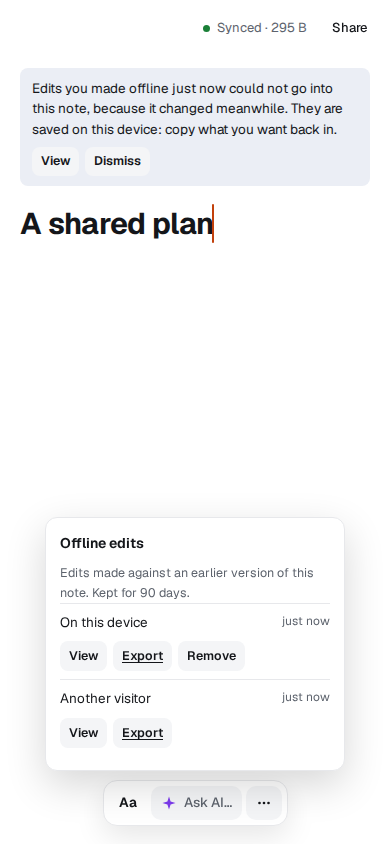 Synced · 295 B
Share
Edits you made offline just now could not go into
this note, because it changed meanwhile. They are
saved on this device: copy what you want back in.
View
Dismiss
A shared plan
Offline edits
Edits made against an earlier version of this
note. Kept for 90 days.
On this device
just now
View
Export
Remove
Another visitor
just now
View
Export
Aa
Ask AI...